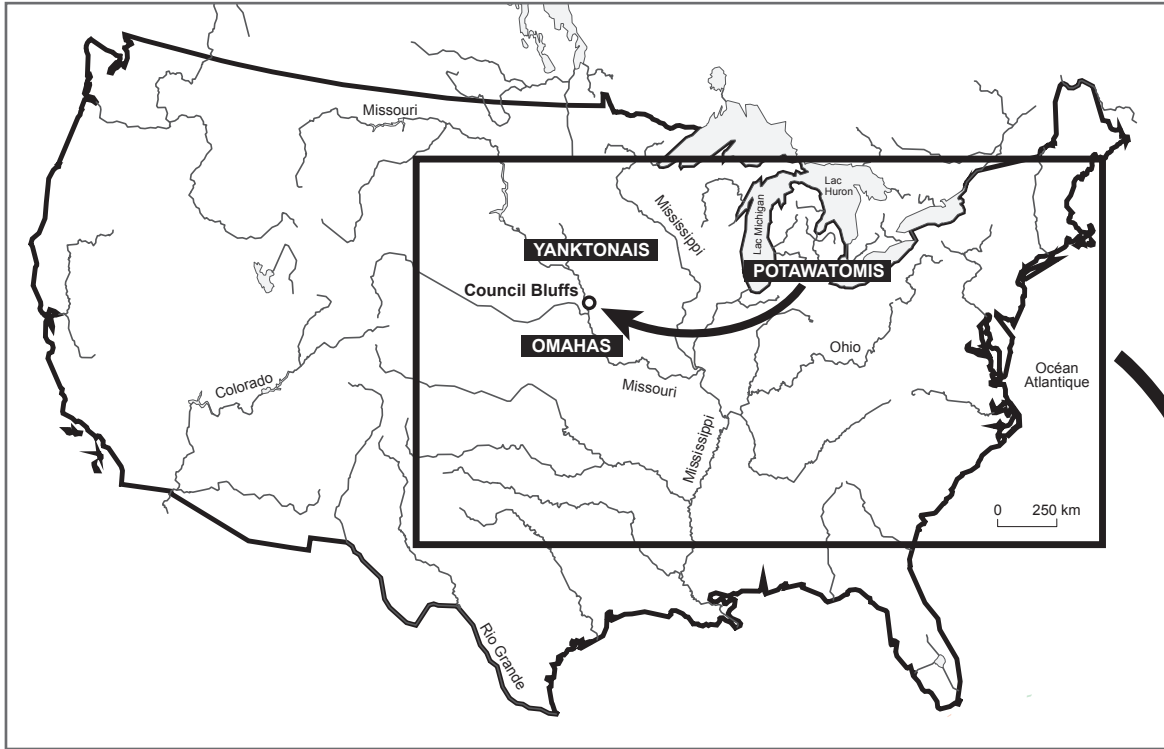 Missouri
Lac
Huron
Lac Michigan
Mississippi
YANKTONAIS
POTAWATOMIS
Council Bluffs
OMAHAS
Ohio
Océan
Atlantique
Missouri
Colorado
Mississippi
0 250 km
Rio Grande